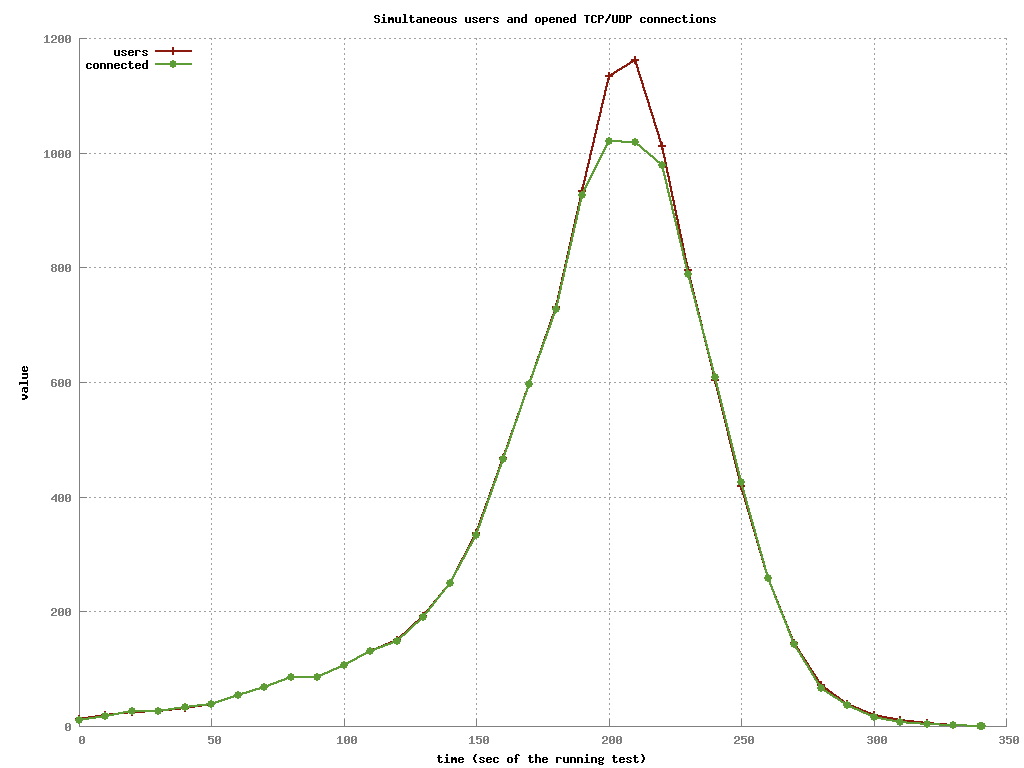 Simultaneous users and opened TCP/UDP connections
1200
users
connected
1000
800
600
value
400
200
0
0 50 100 150 200 250 300 350
time (sec of the running test)